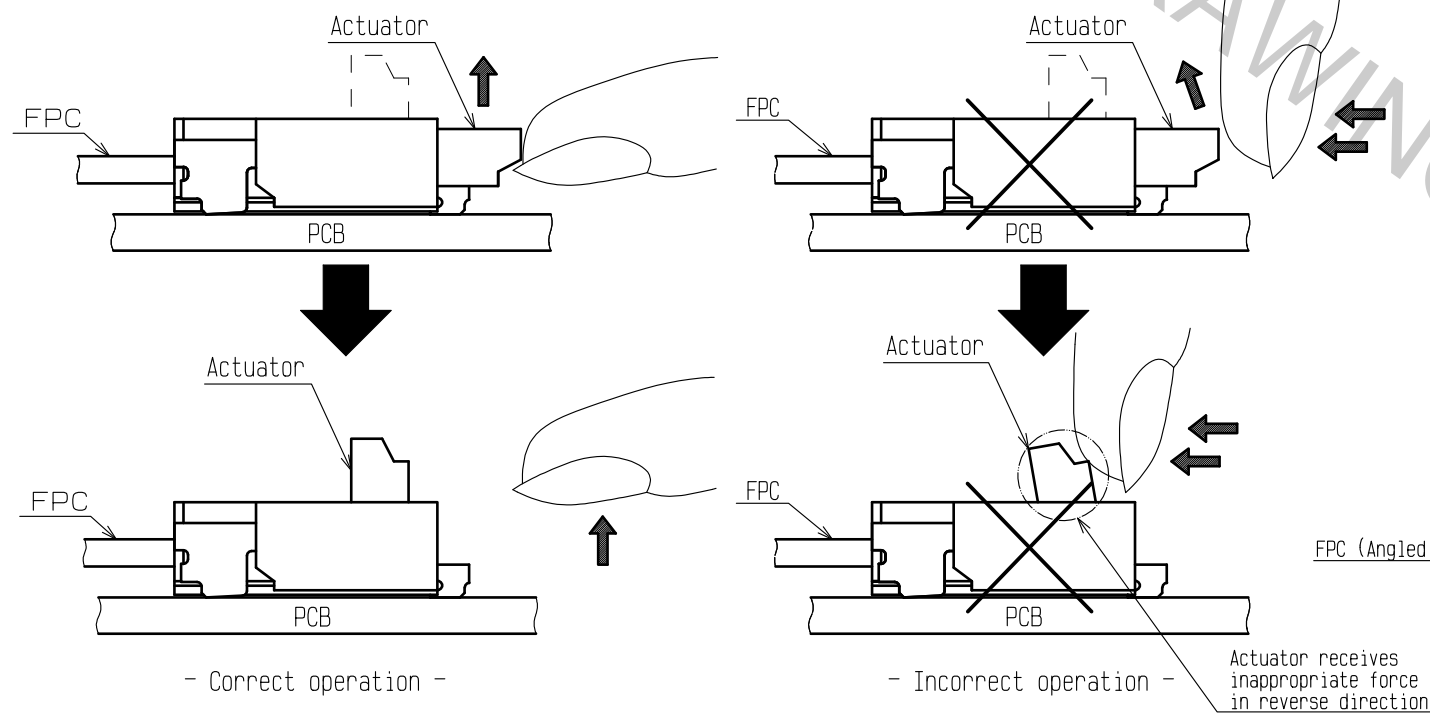 Actuator
FPC
PCB
Actuator
FPC
PCB
Actuator
FPC
PCB
- Correct operation -
Actuator
FPC
PCB
- Incorrect operation -
FPC (Angled
Actuator receives
inappropriate force
in reverse direction